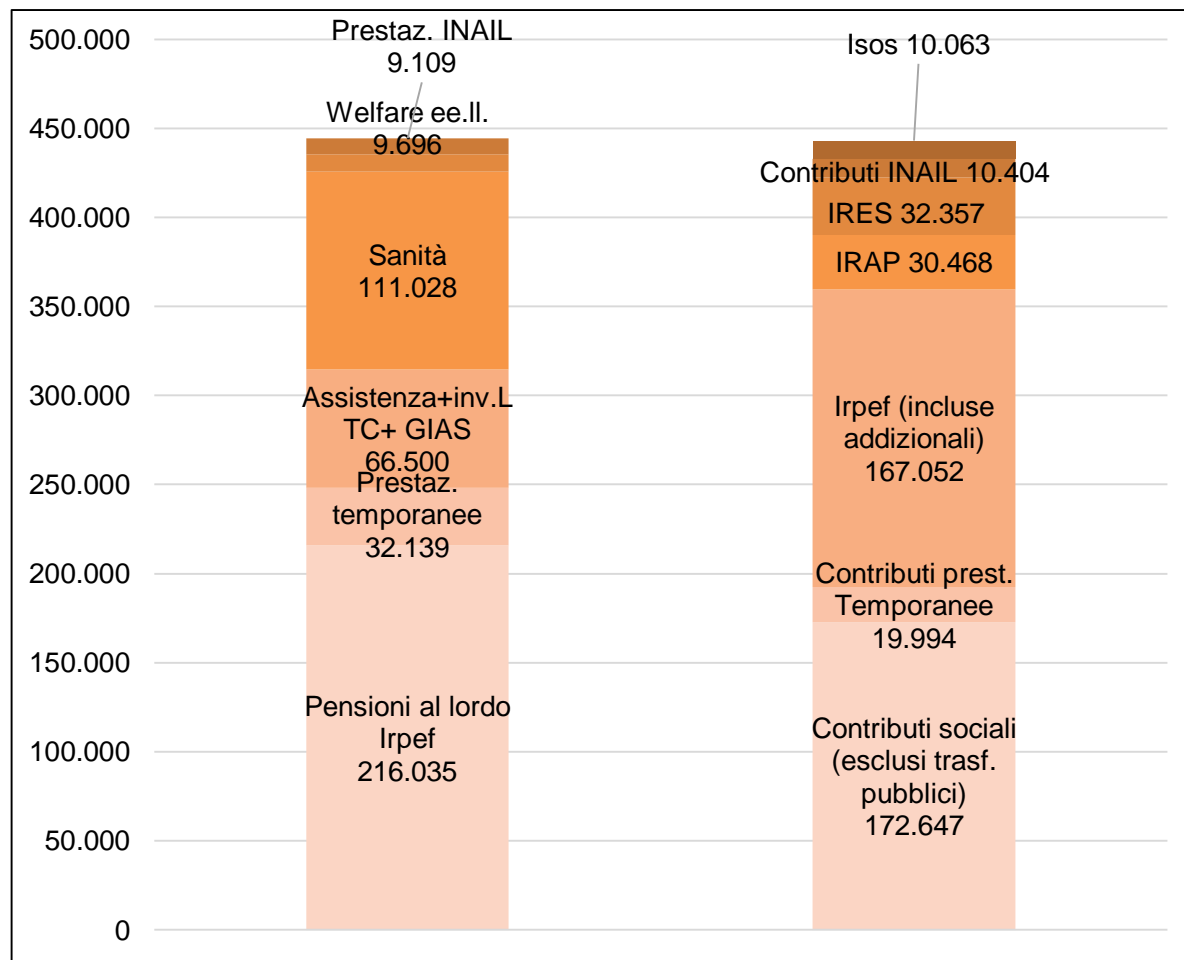 500.000
450.000
400.000
350.000
300.000
250.000
200.000
150.000
100.000
50.000
0
Prestaz. INAIL
9.109
Welfare ee.ll.
9.696
Sanità
111.028
Assistenza+inv.L
TC+ GIAS
66.500
Prestaz.
temporanee
32.139
Pensioni al lordo
Irpef
216.035
Isos 10.063
Contributi INAIL 10.404
IRES 32.357
IRAP 30.468
Irpef (incluse
addizionali)
167.052
Contributi prest.
Temporanee
19.994
Contributi sociali
(esclusi trasf.
pubblici)
172.647